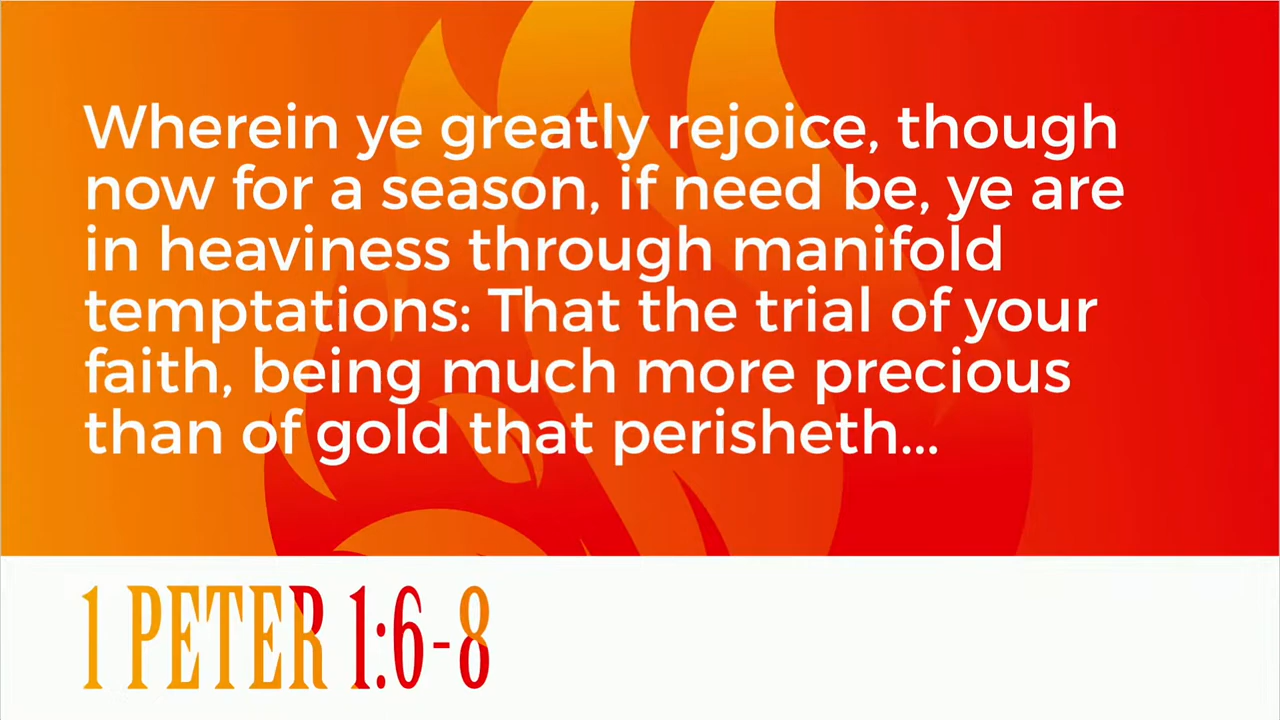 Wherein ye greatly rejoice, though
now for a season, if need be, ye are
in heaviness through manifold
temptations: That the trial of your
faith, being much more precious
than of gold that perisheth...
1 PETER 1:6-8